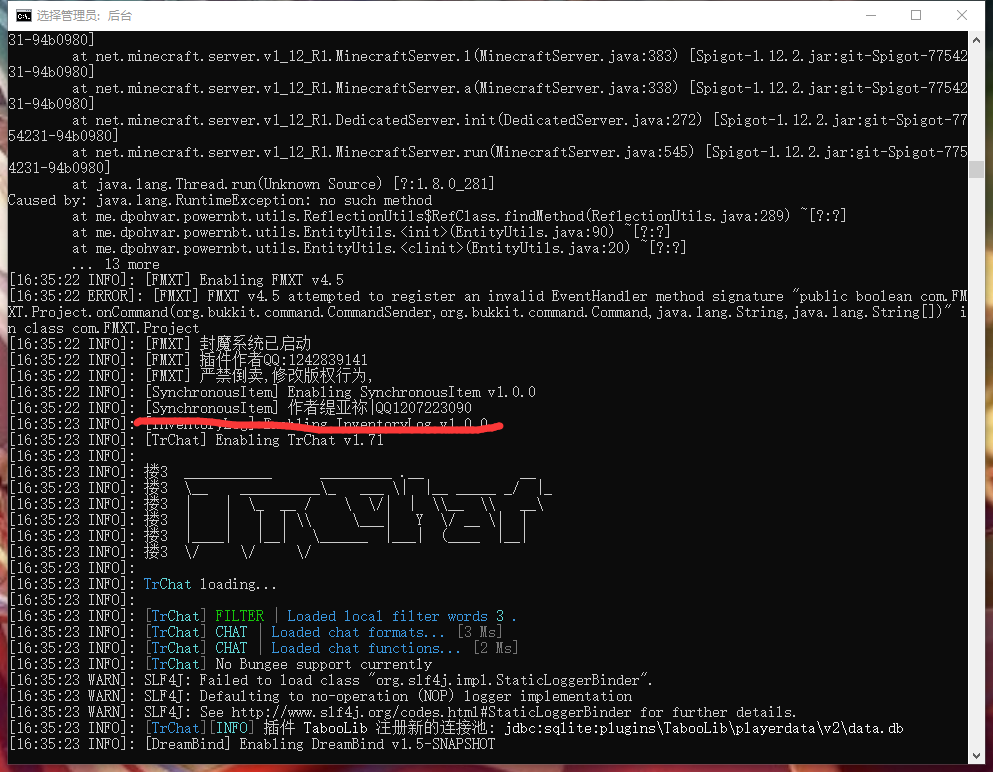 选择管理员: 后台
31-94b0980]
at net.minecraft.server.v1_12_R1.MinecraftServer.l(MinecraftServer.java:383) [Spigot-1.12.2.jar:git-Spigot-77542
31-94b0980]
at net.minecraft.server.v1_12_R1.MinecraftServer.a(MinecraftServer.java:338) [Spigot-1.12.2.jar:git-Spigot-77542
31-94b0980]
at net.minecraft.server.v1_12_R1.DedicatedServer.init(DedicatedServer.java:272) [Spigot-1.12.2.jar:git-Spigot-77
54231-94b0980]
at net.minecraft.server.v1_12_R1.MinecraftServer.run(MinecraftServer.java:545) [Spigot-1.12.2.jar:git-Spigot-775
4231-94b0980]
at java.lang.Thread.run(Unknown Source) [?:1.8.0_281]
Caused by: java.lang.RuntimeException: no such method
at me.dpohvar.powernbt.utils.ReflectionUtils$RefClass.findMethod(ReflectionUtils.java:289) ~[?:?]
at me.dpohvar.powernbt.utils.EntityUtils.<init>(EntityUtils.java:90) ~[?:?]
at me.dpohvar.powernbt.utils.EntityUtils.<clinit>(EntityUtils.java:20) ~[?:?]
... 13 more
[16:35:22 INFO]: [FMXT] Enabling FMXT v4.5
[16:35:22 ERROR]: [FMXT] FMXT v4.5 attempted to register an invalid EventHandler method signature "public boolean com.FM
XT.Project.onCommand(org.bukkit.command.CommandSender,org.bukkit.command.Command,java.lang.String,java.lang.String[])" i
n class com.FMXT.Project
[16:35:22 INFO]: [FMXT] 封魔系统已启动
[16:35:22 INFO]: [FMXT] 插件作者QQ:1242839141
[16:35:22 INFO]: [FMXT] 严禁倒卖,修改版权行为,
[16:35:22 INFO]: [SynchronousItem] Enabling SynchronousItem v1.0.0
[16:35:22 INFO]: [SynchronousItem] 作者缇亚祢|QQ1207223090
[16:35:22 INFO]: [InventoryLog] Enabling InventoryLog v1.0.0
[16:35:22 INFO]: [TrChat] Enabling TrChat v1.71
[16:35:23 INFO]:
[16:35:23 INFO]: 搂3
[16:35:23 INFO]: 搂3
[16:35:23 INFO]: 搂3
[16:35:23 INFO]: 搂3
[16:35:23 INFO]: 搂3
[16:35:23 INFO]: 搂3
[16:35:23 INFO]:
[16:35:23 INFO]: TrChat loading...
[16:35:23 INFO]:
[16:35:23 INFO]: [TrChat] FILTER | Loaded local filter words 3 .
[16:35:23 INFO]: [TrChat] CHAT | Loaded chat formats... [3 Ms]
[16:35:23 INFO]: [TrChat] CHAT | Loaded chat functions... [2 Ms]
[16:35:23 INFO]: [TrChat] No Bungee support currently
[16:35:23 WARN]: SLF4J: Failed to load class "org.slf4j.impl.StaticLoggerBinder".
[16:35:23 WARN]: SLF4J: Defaulting to no-operation (NOP) logger implementation
[16:35:23 WARN]: SLF4J: See http://www.slf4j.org/codes.html#StaticLoggerBinder for further details.
[16:35:23 INFO]: [TrChat][INFO] 插件 TabooLib 注册新的连接池: jdbc:sqlite:plugins\TabooLib\playerdata\v2\data.db
[16:35:23 INFO]: [DreamBind] Enabling DreamBind v1.5-SNAPSHOT